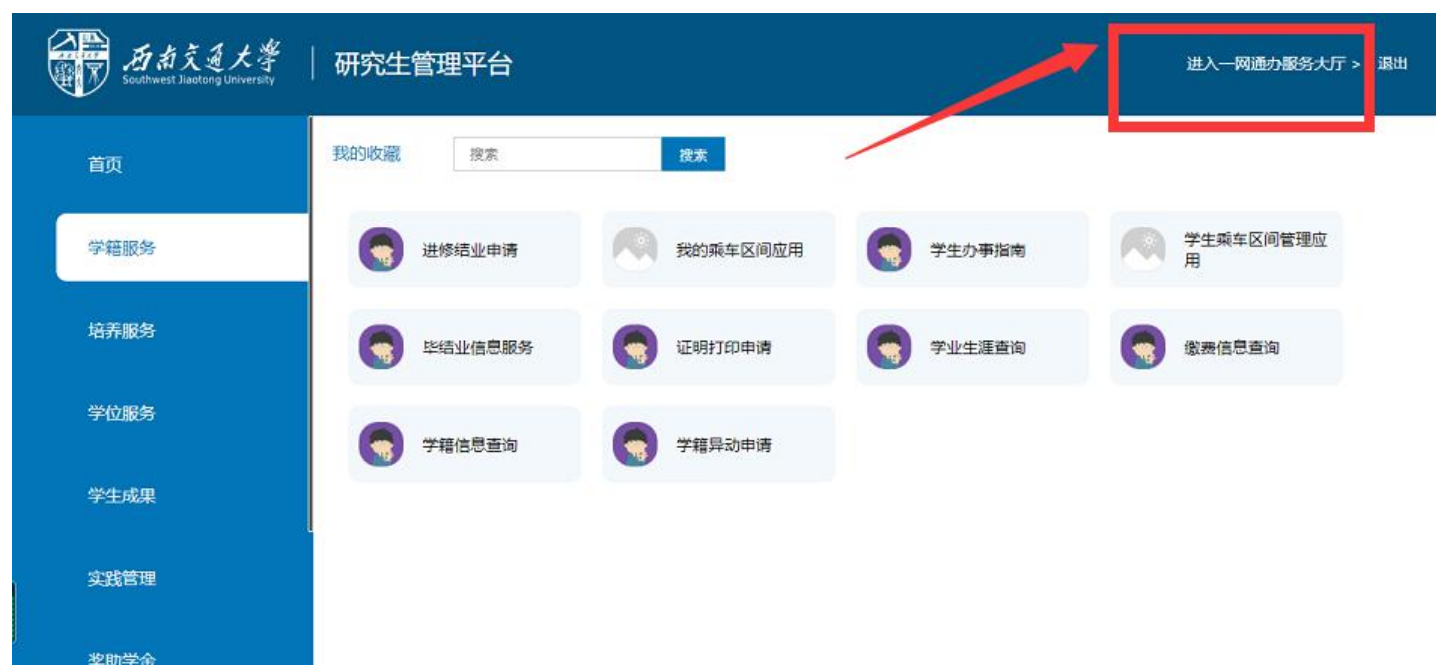 西南交通大学
Southwest Jiaotong University
研究生管理平台
进入一网通办服务大厅 >
退出
首页
学籍服务
培养服务
学位服务
学生成果
实践管理
奖助学金
我的收藏
搜索
搜索
进修结业申请
我的乘车区间应用
学生办事指南
学生乘车区间管理应
用
毕结业信息服务
证明打印申请
学业生涯查询
缴费信息查询
学籍信息查询
学籍异动申请